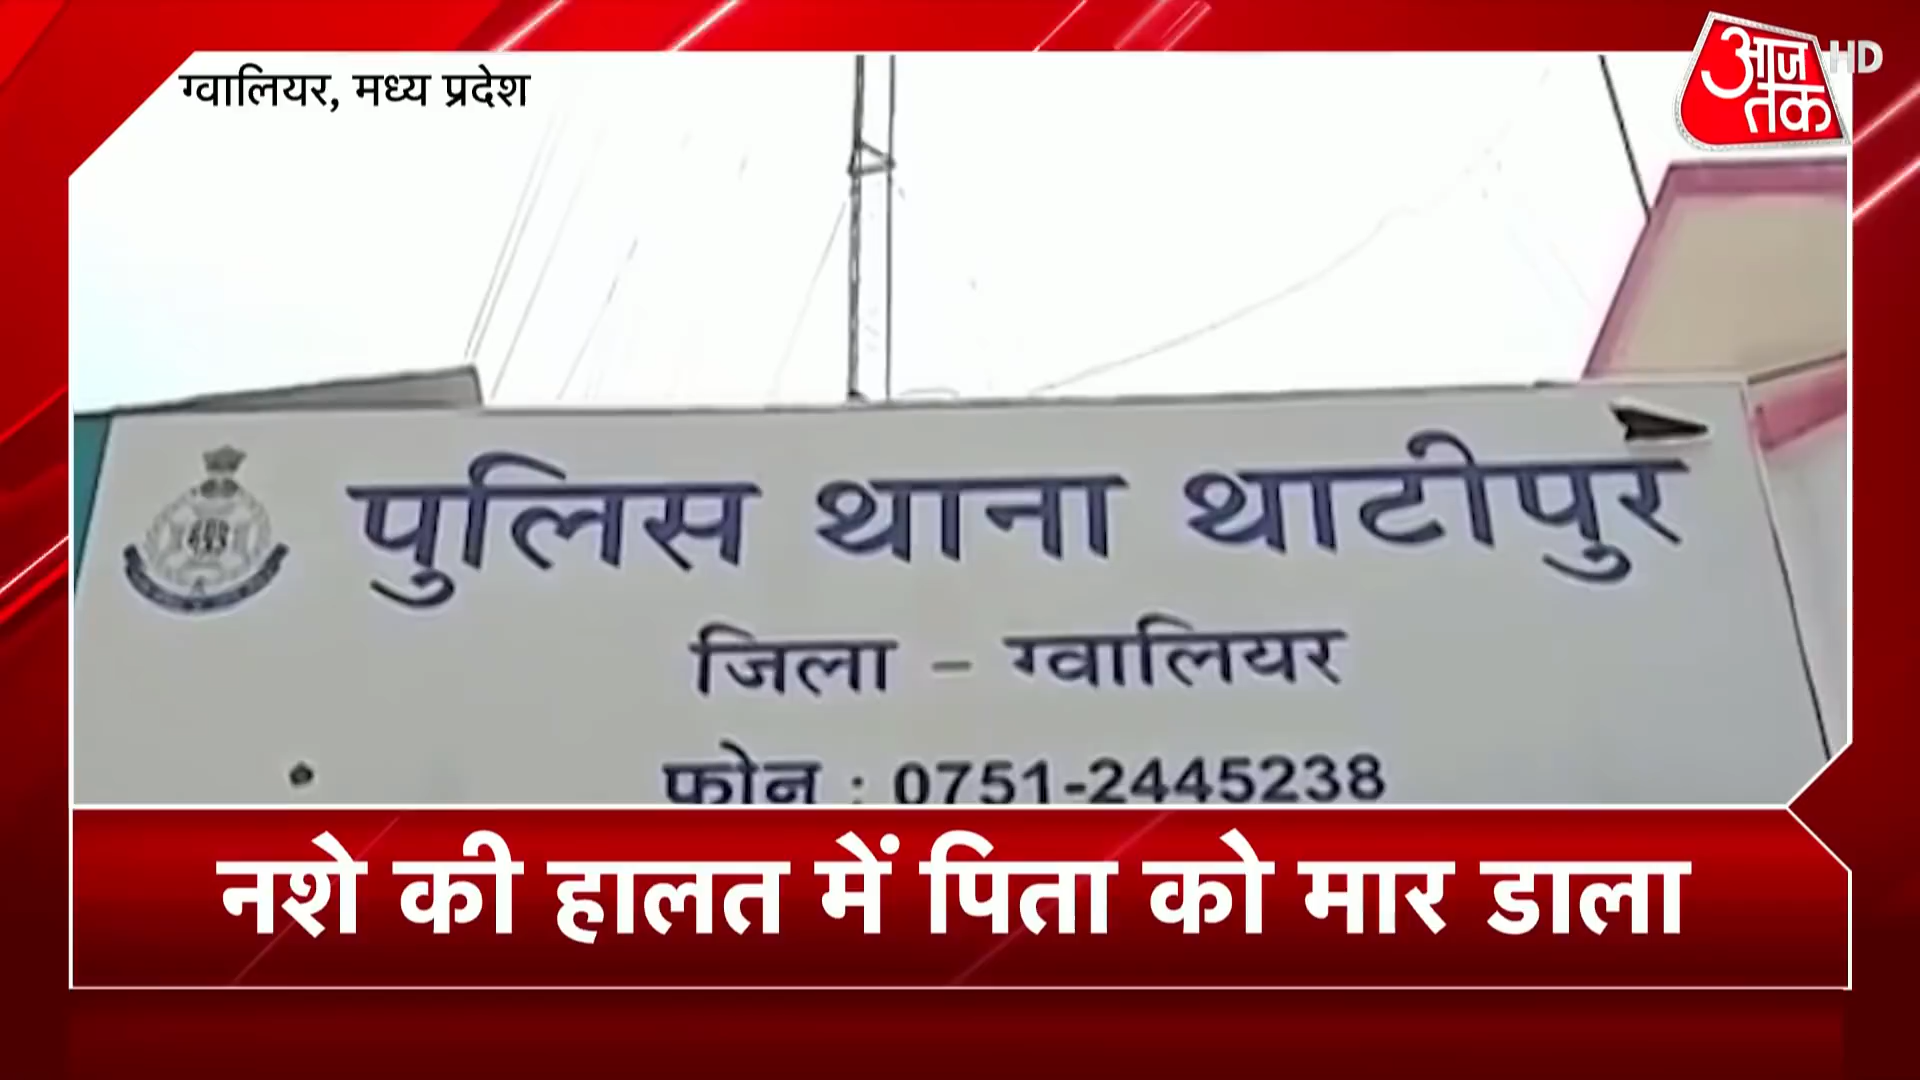 ग्वालियर, मध्य प्रदेश
आज
तक
HD
पुलिस थाना थाटीपुर
जिला – ग्वालियर
फोन : 0751-2445238
नशे की हालत में पिता को मार डाला